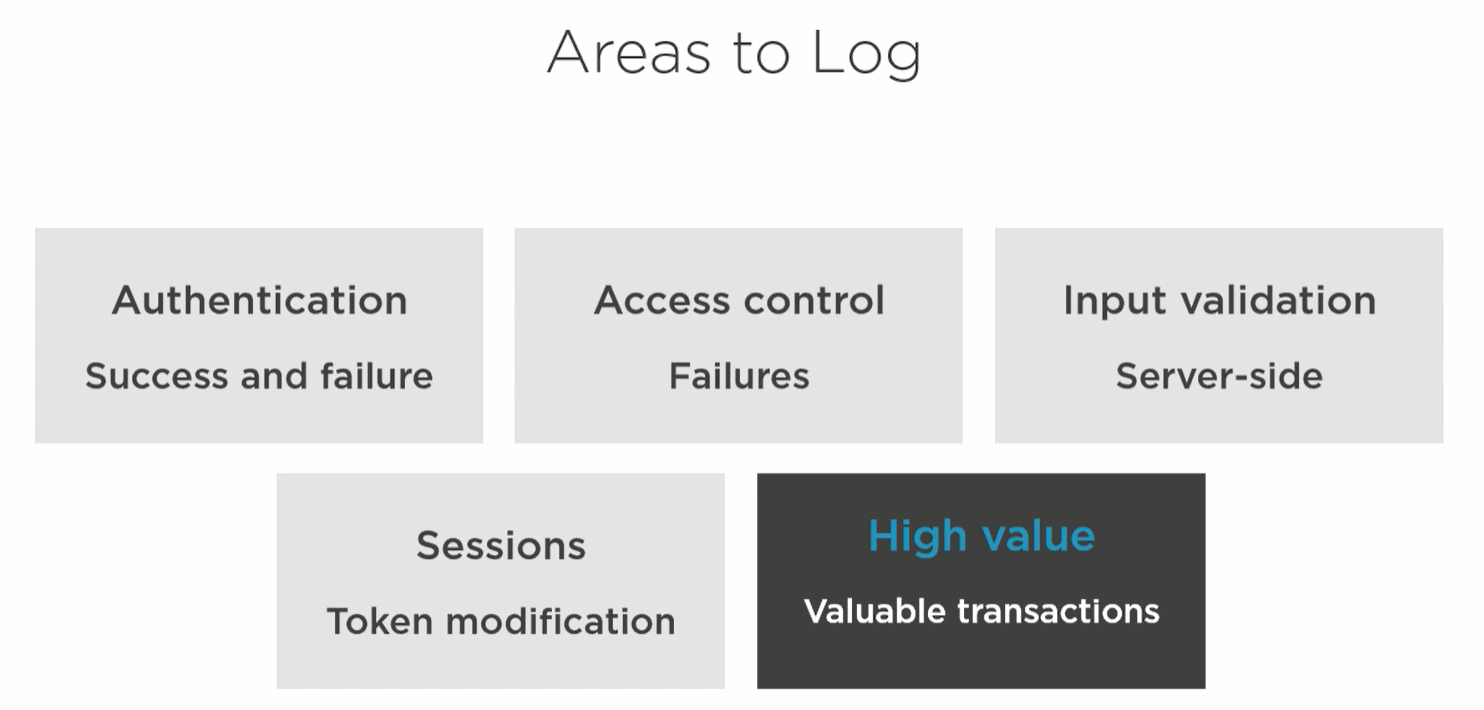 Areas to Log
Authentication
Success and failure
Access control
Failures
Input validation
Server-side
Sessions
Token modification
High value
Valuable transactions